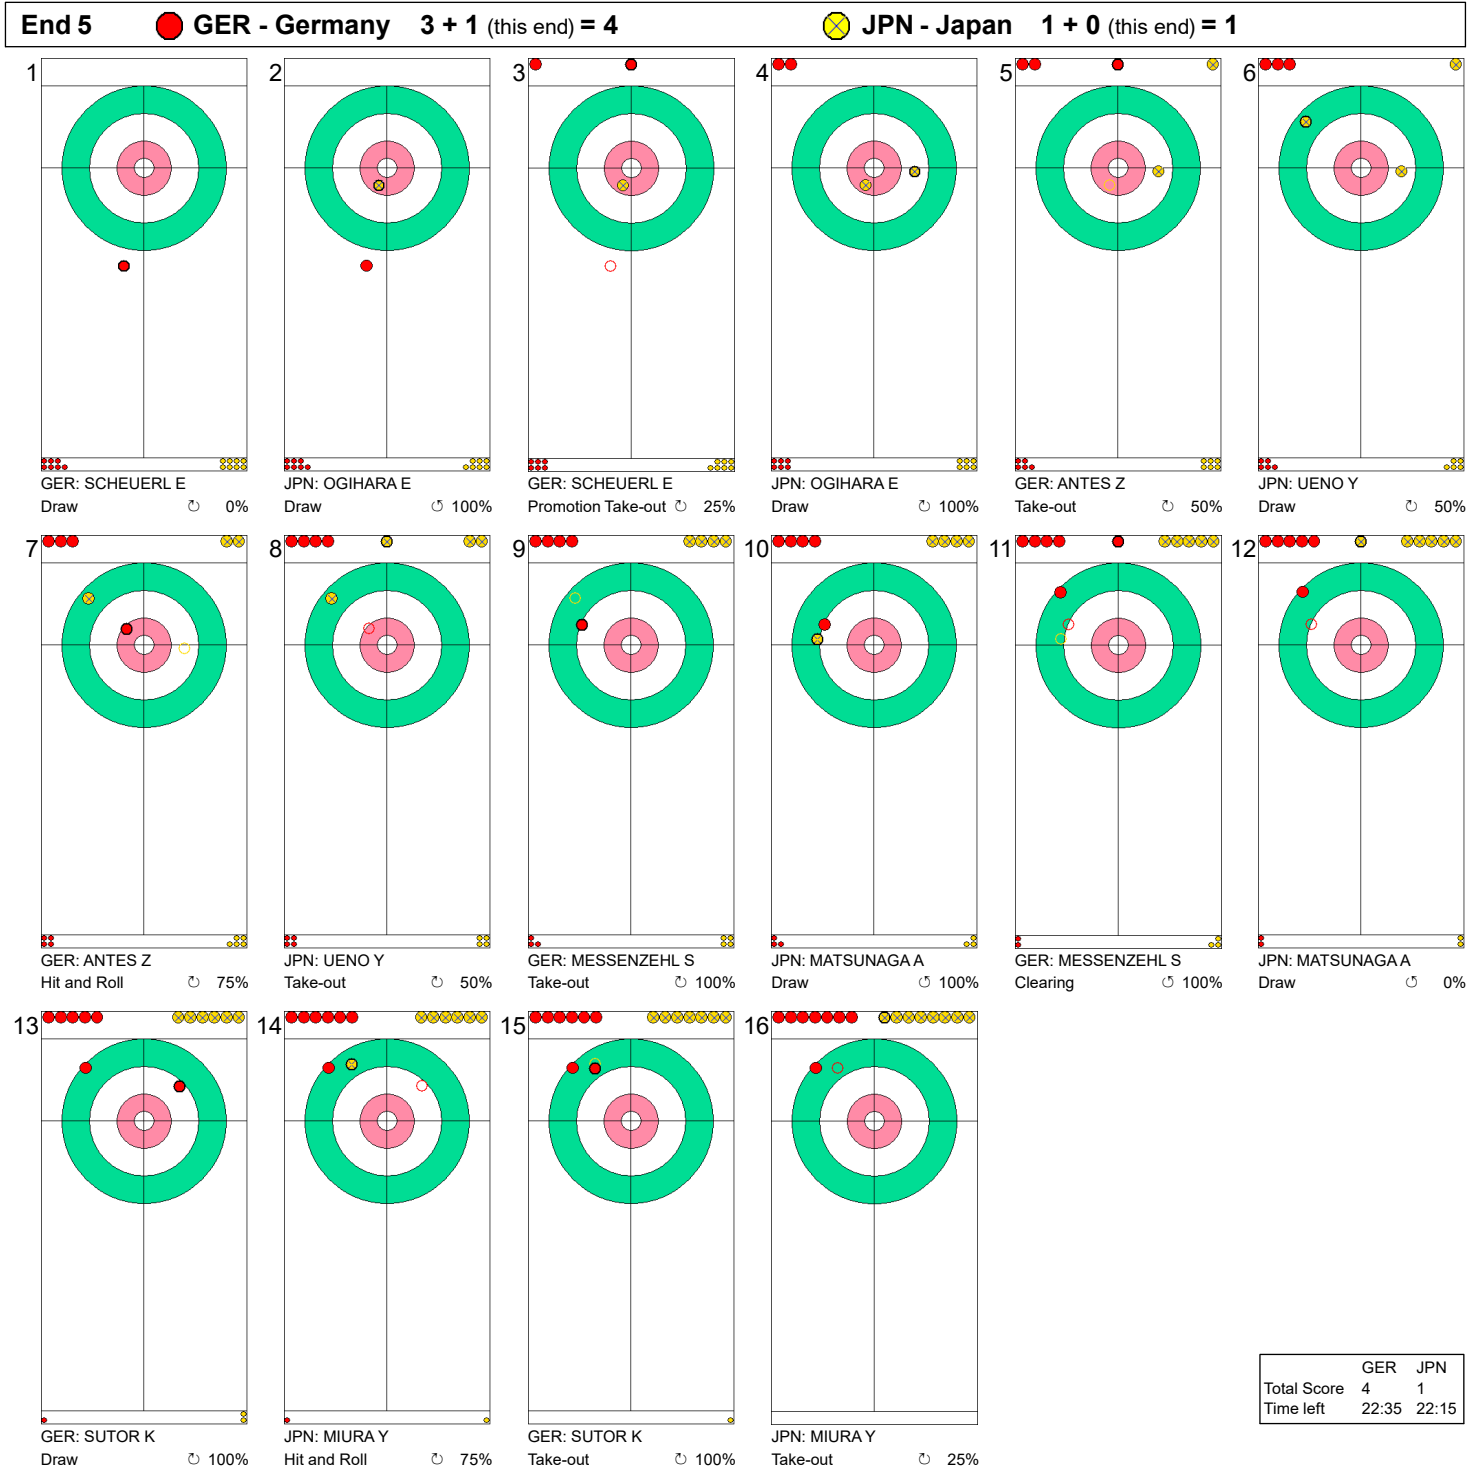 End 5 GER - Germany 3 + 1 (this end) = 4 JPN - Japan 1 + 0 (this end) = 1
1 2 3 4 5 6
GER: SCHEUERL E
Draw ↻ 0%
JPN: OGIHARA E
Draw ↺ 100%
GER: SCHEUERL E
Promotion Take-out ↻ 25%
JPN: OGIHARA E
Draw ↻ 100%
GER: ANTES Z
Take-out ↻ 50%
JPN: UENO Y
Draw ↻ 50%
7 8 9 10 11 12
GER: ANTES Z
Hit and Roll ↻ 75%
JPN: UENO Y
Take-out ↺ 50%
GER: MESSENZEHL S
Take-out ↻ 100%
JPN: MATSUNAGA A
Draw ↺ 100%
GER: MESSENZEHL S
Clearing ↻ 100%
JPN: MATSUNAGA A
Draw ↺ 0%
13 14 15 16
GER: SUTOR K
Draw ↻ 100%
JPN: MIURA Y
Hit and Roll ↻ 75%
GER: SUTOR K
Take-out ↻ 100%
JPN: MIURA Y
Take-out ↻ 25%
GER JPN
Total Score 4 1
Time left 22:35 22:15